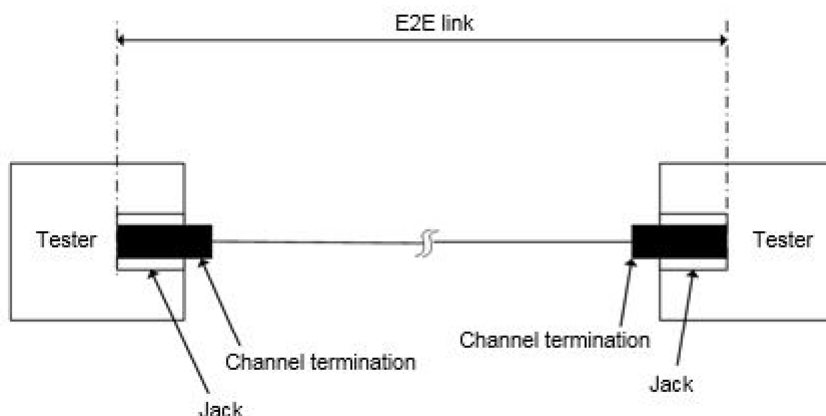 E2E link
Tester
Tester
Channel termination
Channel termination
Jack
Jack